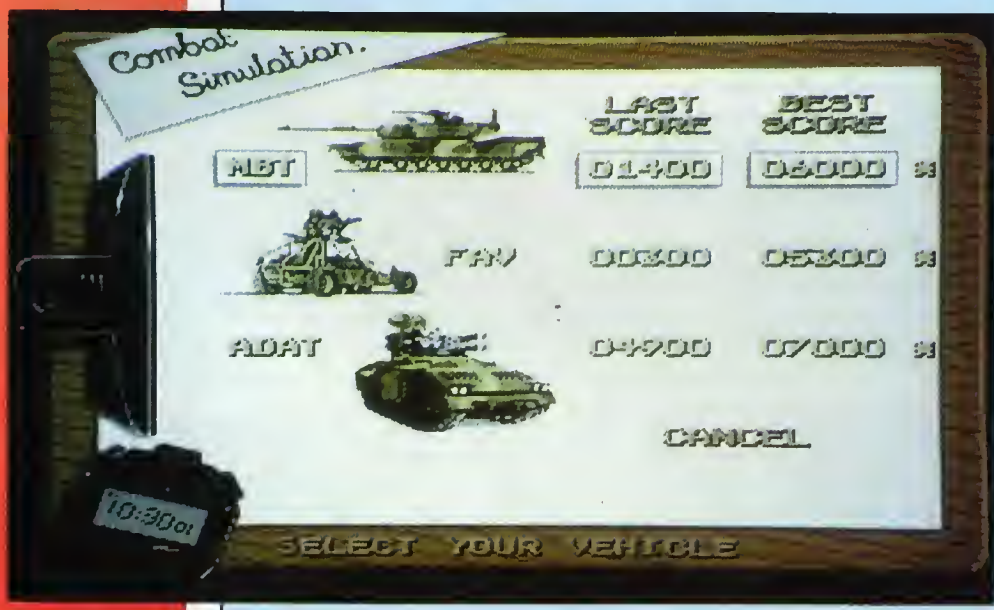 Combat
Simulation.
LAST SCORE
BEST SCORE
MBT 01400 06000
FAV 00300 05300
ADAT 04900 07000
CANCEL
10:30 01
SELECT YOUR VEHICLE